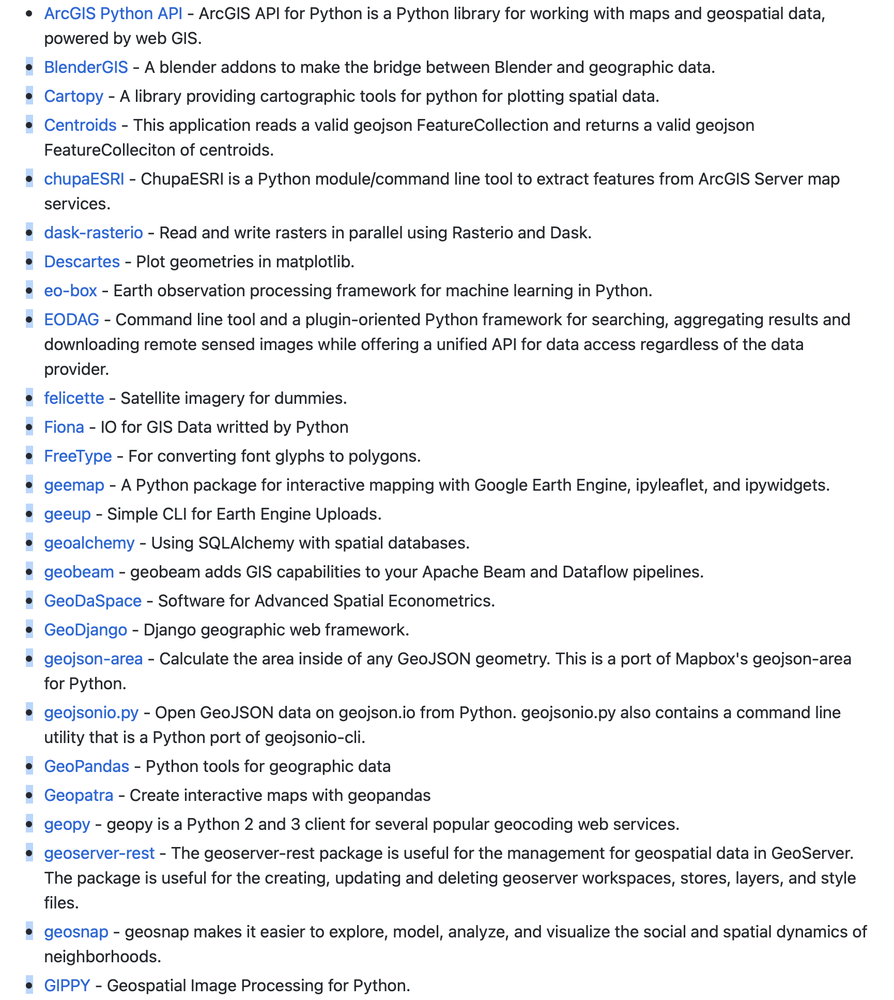 • ArcGIS Python API - ArcGIS API for Python is a Python library for working with maps and geospatial data,
powered by web GIS.
• BlenderGIS - A blender addons to make the bridge between Blender and geographic data.
• Cartopy - A library providing cartographic tools for python for plotting spatial data.
• Centroids - This application reads a valid geojson FeatureCollection and returns a valid geojson
FeatureColleciton of centroids.
• chupaESRI - ChupaESRI is a Python module/command line tool to extract features from ArcGIS Server map
services.
• dask-rasterio - Read and write rasters in parallel using Rasterio and Dask.
• Descartes - Plot geometries in matplotlib.
• eo-box - Earth observation processing framework for machine learning in Python.
• EODAG - Command line tool and a plugin-oriented Python framework for searching, aggregating results and
downloading remote sensed images while offering a unified API for data access regardless of the data
provider.
• felicette - Satellite imagery for dummies.
• Fiona - IO for GIS Data writted by Python
• FreeType - For converting font glyphs to polygons.
• geemap - A Python package for interactive mapping with Google Earth Engine, ipyleaflet, and ipywidgets.
• geeup - Simple CLI for Earth Engine Uploads.
• geoalchemy - Using SQLAlchemy with spatial databases.
• geobeam - geobeam adds GIS capabilities to your Apache Beam and Dataflow pipelines.
• GeoDaSpace - Software for Advanced Spatial Econometrics.
• GeoDjango - Django geographic web framework.
• geojson-area - Calculate the area inside of any GeoJSON geometry. This is a port of Mapbox's geojson-area
for Python.
• geojsonio.py - Open GeoJSON data on geojson.io from Python. geojsonio.py also contains a command line
utility that is a Python port of geojsonio-cli.
• GeoPandas - Python tools for geographic data
• Geopatra - Create interactive maps with geopandas
• geopy - geopy is a Python 2 and 3 client for several popular geocoding web services.
• geoserver-rest - The geoserver-rest package is useful for the management for geospatial data in GeoServer.
The package is useful for the creating, updating and deleting geoserver workspaces, stores, layers, and style
files.
• geosnap - geosnap makes it easier to explore, model, analyze, and visualize the social and spatial dynamics of
neighborhoods.
• GIPPY - Geospatial Image Processing for Python.